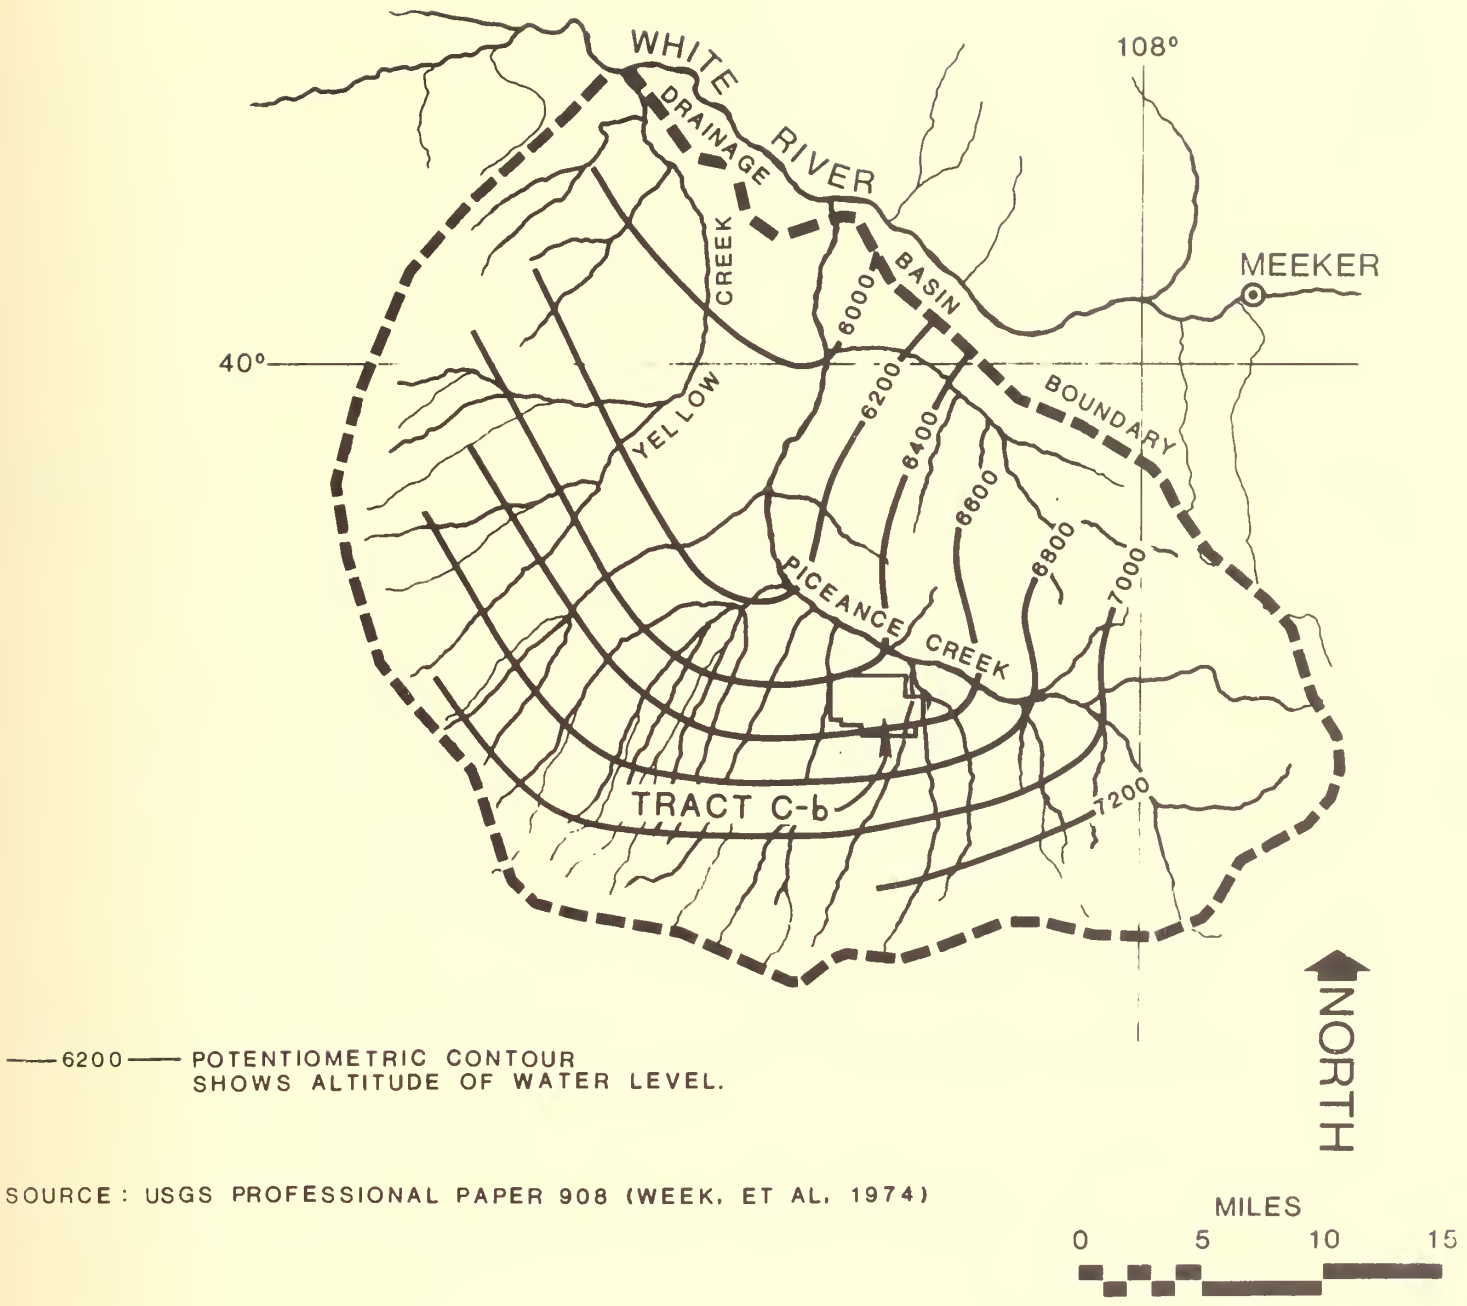 WHITE
108º
DRAINAGE
RIVER
BASIN
MEEKER
CREEK
6000
40º
YELLOW
6200
BOUNDARY
6400
6600
6800
7000
PICEANCE CREEK
TRACT C-b
7200
NORTH
—6200— POTENTIOMETRIC CONTOUR
SHOWS ALTITUDE OF WATER LEVEL.
SOURCE: USGS PROFESSIONAL PAPER 908 (WEEK, ET AL, 1974)
MILES
0 5 10 15